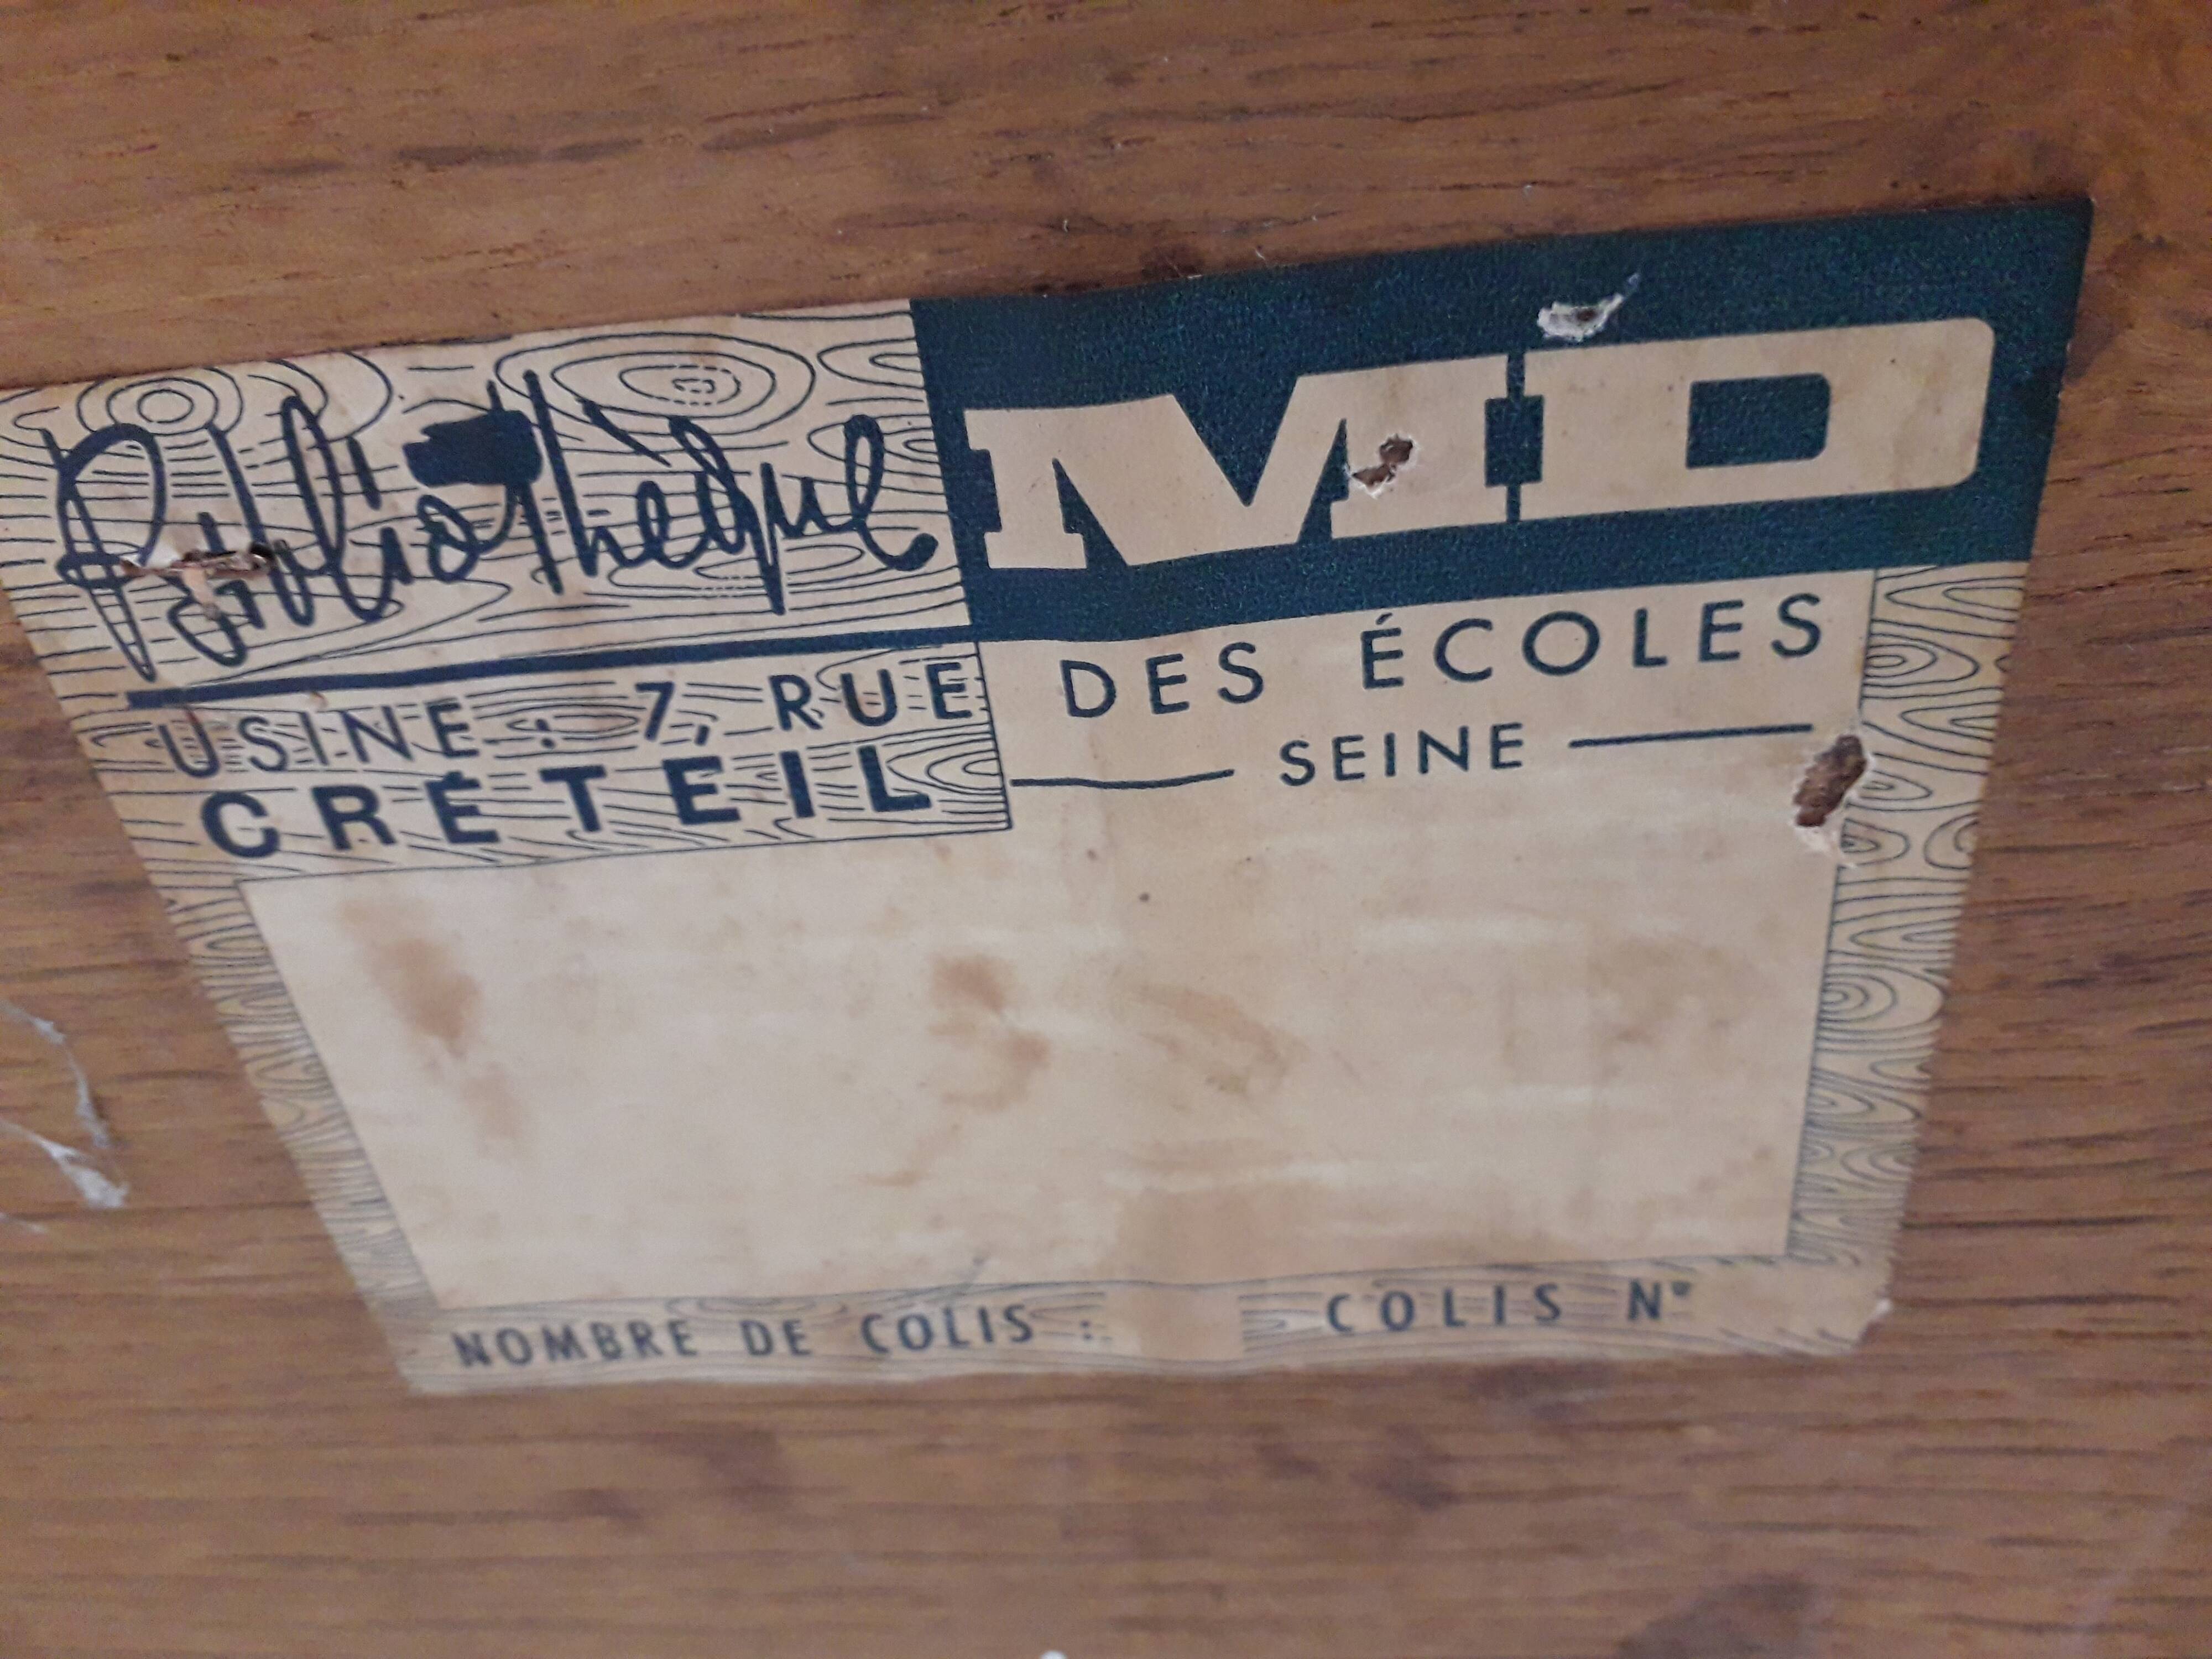 BiblioThèque MD
USINE : 7, RUE DES ÉCOLES
CRÉTEIL — SEINE —
NOMBRE DE COLIS : COLIS N°